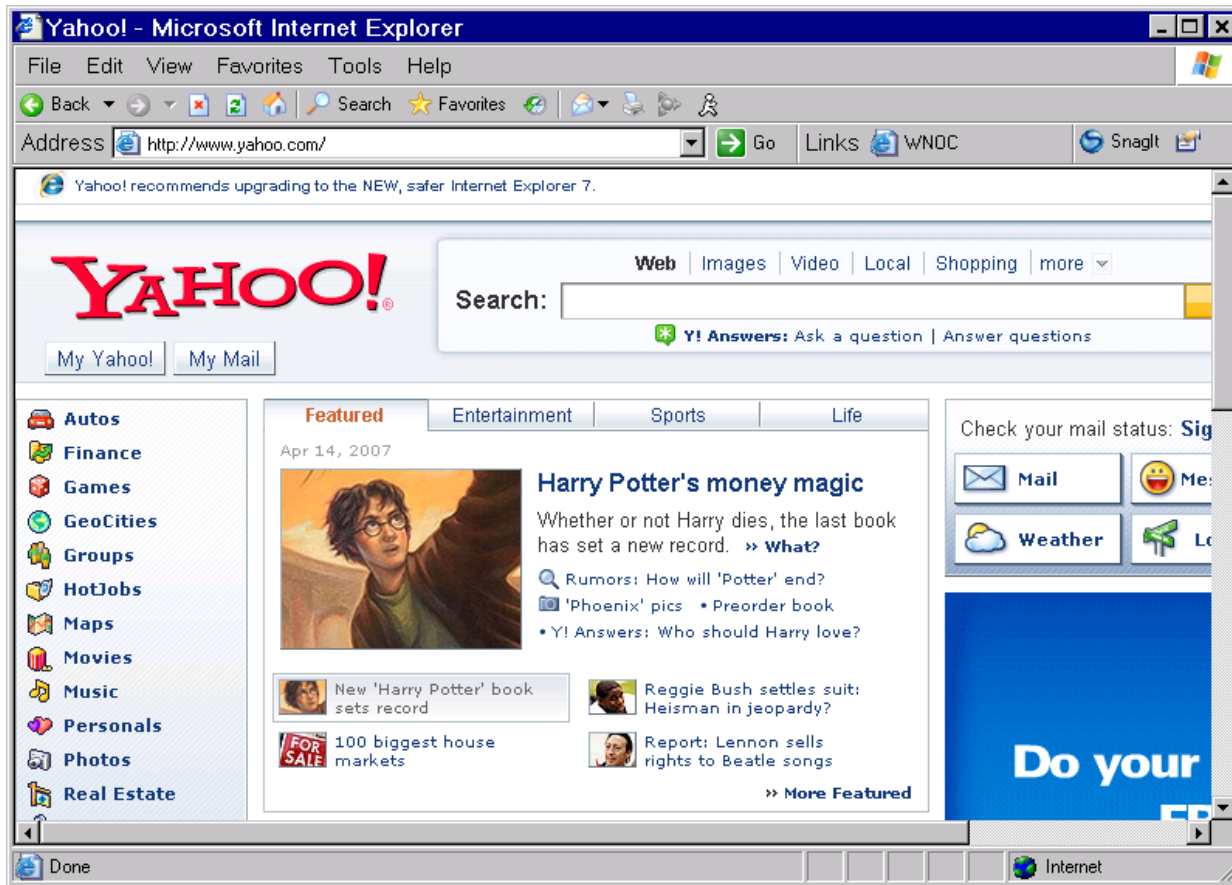 Yahoo! - Microsoft Internet Explorer
File Edit View Favorites Tools Help
Back Search Favorites
Address http://www.yahoo.com/ Go Links WNOC SnagIt
Yahoo! recommends upgrading to the NEW, safer Internet Explorer 7.
YAHOO!®
Web | Images | Video | Local | Shopping | more
Search:
Y! Answers: Ask a question | Answer questions
My Yahoo! My Mail
Autos
Finance
Games
GeoCities
Groups
HotJobs
Maps
Movies
Music
Personals
Photos
Real Estate
Featured Entertainment Sports Life
Apr 14, 2007
Harry Potter's money magic
Whether or not Harry dies, the last book
has set a new record. » What?
Rumors: How will 'Potter' end?
'Phoenix' pics • Preorder book
• Y! Answers: Who should Harry love?
New 'Harry Potter' book
sets record
Reggie Bush settles suit:
Heisman in jeopardy?
FOR
SALE
100 biggest house
markets
Report: Lennon sells
rights to Beatle songs
» More Featured
Check your mail status: Sig
Mail Me
Weather Lo
Do your
Done Internet